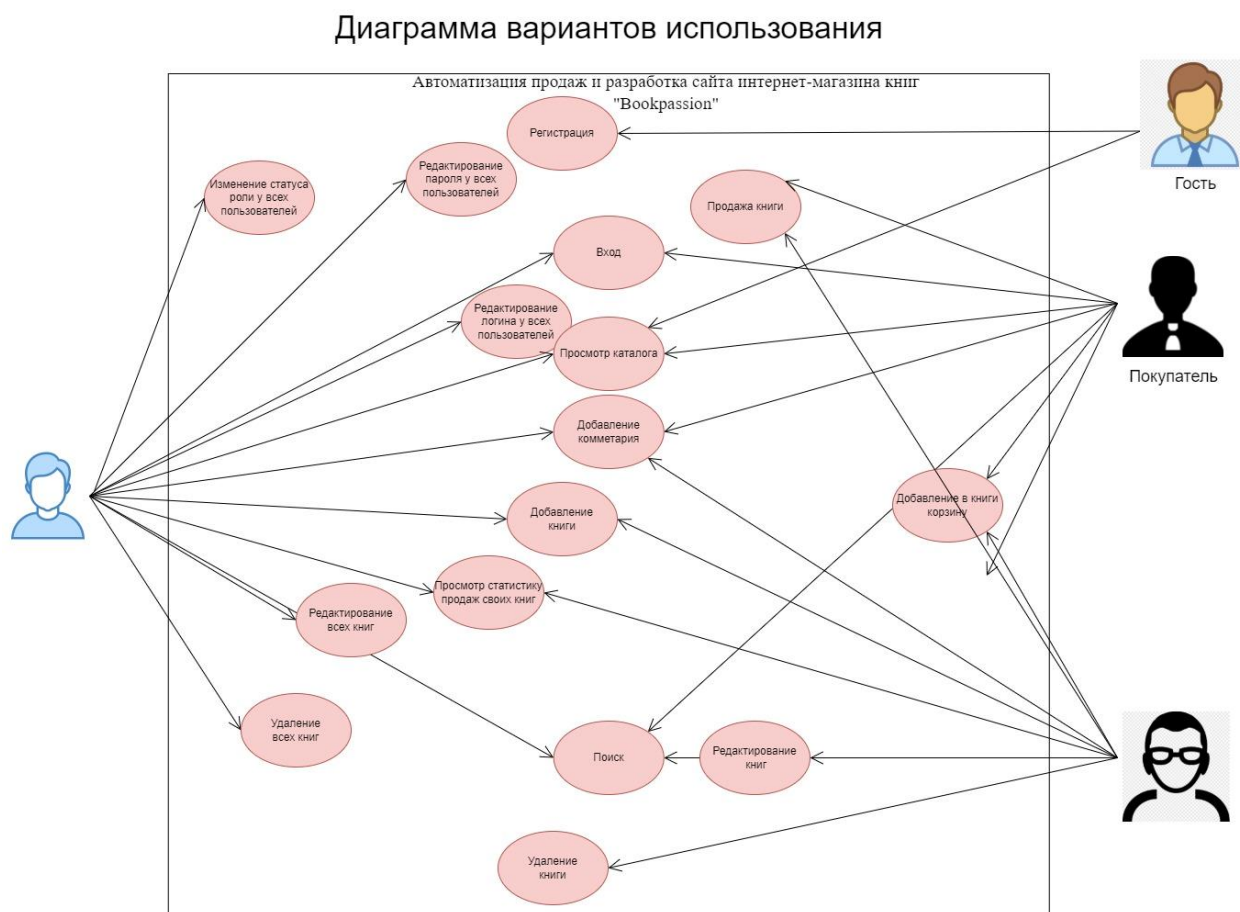 Диаграмма вариантов использования
Автоматизация продаж и разработка сайта интернет-магазина книг
"Bookpassion"
Регистрация
Гость
Изменение статуса
роли у всех
пользователей
Редактирование
пароля у всех
пользователей
Продажа книги
Вход
Редактирование
логина у всех
пользователей
Просмотр каталога
Покупатель
Добавление
комметария
Добавление в книги
корзину
Добавление
книги
Просмотр статистику
продаж своих книг
Редактирование
всех книг
Удаление
всех книг
Поиск
Редактирование
книг
Удаление
книги